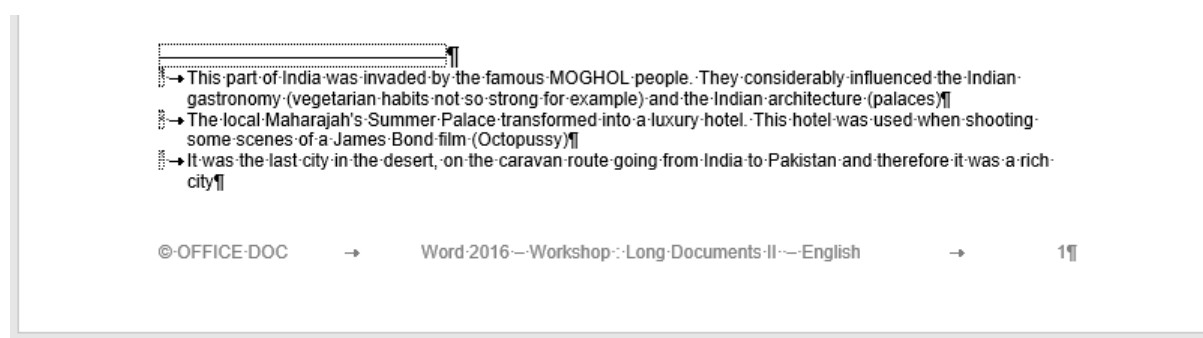 This part of India was invaded by the famous MOGHOL people. They considerably influenced the Indian
gastronomy (vegetarian habits not so strong for example) and the Indian architecture (palaces)¶
The local Maharajah's Summer Palace transformed into a luxury hotel. This hotel was used when shooting
some scenes of a James Bond film (Octopussy)¶
It was the last city in the desert, on the caravan route going from India to Pakistan and therefore it was a rich
city¶
© OFFICE DOC → Word 2016 – Workshop : Long Documents II – English → 1¶